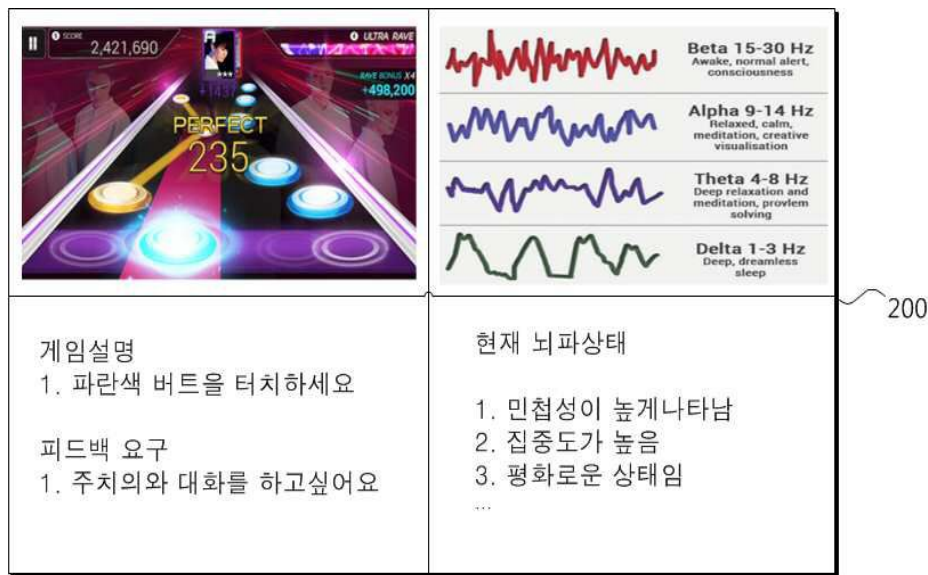 SCORE
2,421,690
A
+1437
ULTRA RAVE
RAVE BONUS X4
+498,200
PERFECT
235
Beta 15-30 Hz
Awake, normal alert,
consciousness
Alpha 9-14 Hz
Relaxed, calm,
meditation, creative
visualisation
Theta 4-8 Hz
Deep relaxation and
meditation, provlem
solving
Delta 1-3 Hz
Deep, dreamless
sleep
200
게임설명
1. 파란색 버트을 터치하세요
피드백 요구
1. 주치의와 대화를 하고싶어요
현재 뇌파상태
1. 민첩성이 높게나타남
2. 집중도가 높음
3. 평화로운 상태임
...